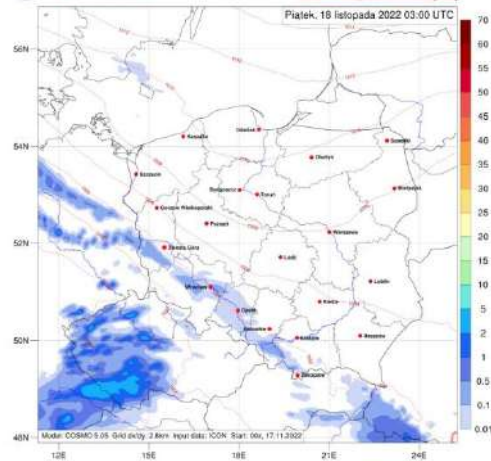 Piątek, 18 listopada 2022 03:00 UTC
56N
54N
52N
50N
48N
12E
15E
18E
21E
24E
70
60
50
45
40
35
30
25
20
15
10
5
2
1
0.5
0.1
0.01
Koszalin
Gdańsk
Suwałki
Olsztyn
Szczecin
Bydgoszcz
Toruń
Białystok
Gorzów Wielkopolski
Poznań
Warszawa
Zielona Góra
Łódź
Wrocław
Lublin
Opole
Kielce
Katowice
Kraków
Rzeszów
Zakopane
Model: COSMO 5.05 Grid dx/dy: 2.8km Input data: ICON Start: 00z, 17.11.2022